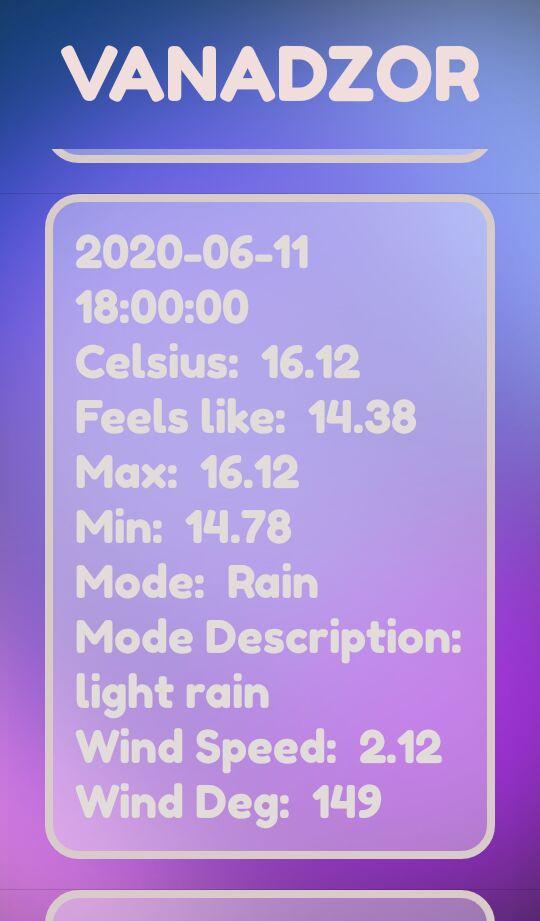 VANADZOR
2020-06-11
18:00:00
Celsius: 16.12
Feels like: 14.38
Max: 16.12
Min: 14.78
Mode: Rain
Mode Description:
light rain
Wind Speed: 2.12
Wind Deg: 149